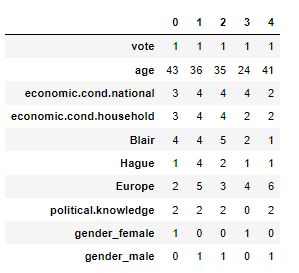 0 1 2 3 4
vote 1 1 1 1 1
age 43 36 35 24 41
economic.cond.national 3 4 4 4 2
economic.cond.household 3 4 4 2 2
Blair 4 4 5 2 1
Hague 1 4 2 1 1
Europe 2 5 3 4 6
political.knowledge 2 2 2 0 2
gender_female 1 0 0 1 0
gender_male 0 1 1 0 1